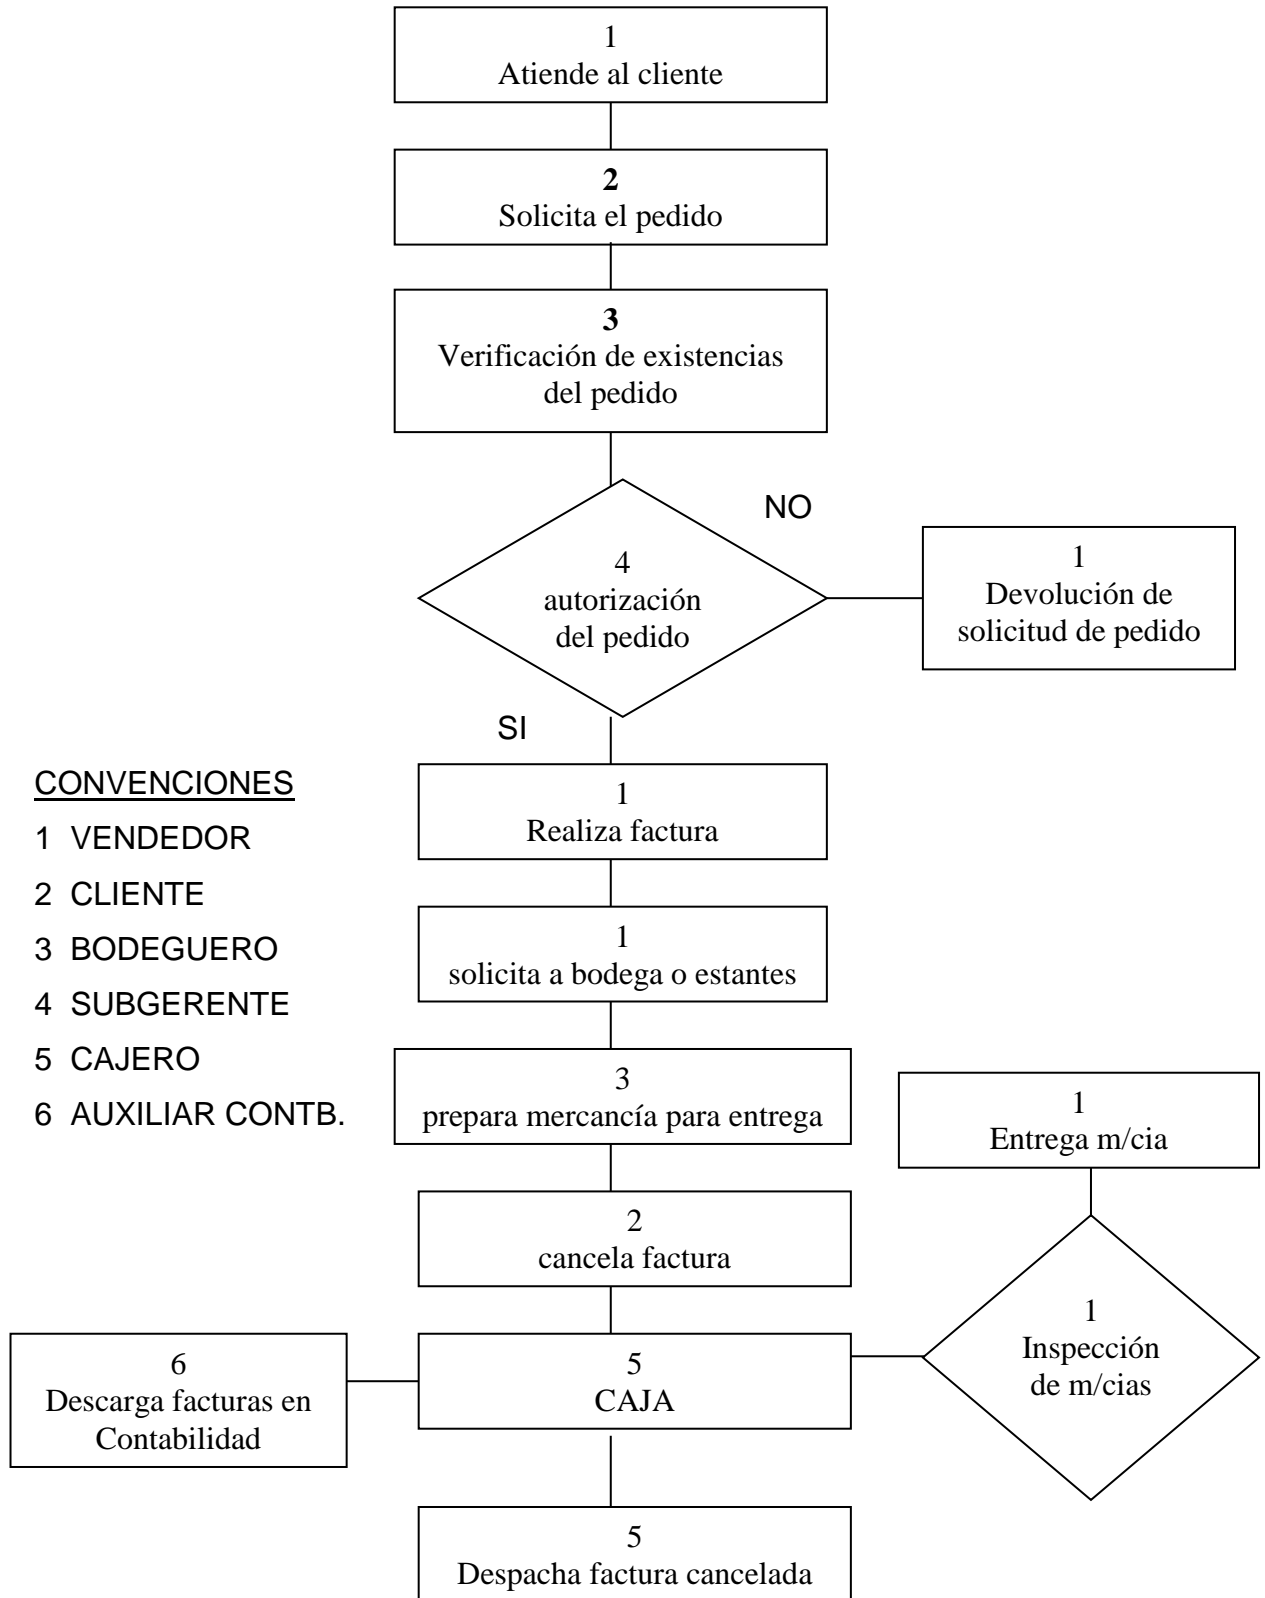 1
Atiende al cliente
2
Solicita el pedido
3
Verificación de existencias
del pedido
NO
4
autorización
del pedido
1
Devolución de
solicitud de pedido
SI
1
Realiza factura
1
solicita a bodega o estantes
3
prepara mercancía para entrega
2
cancela factura
5
CAJA
5
Despacha factura cancelada
CONVENCIONES
1 VENDEDOR
2 CLIENTE
3 BODEGUERO
4 SUBGERENTE
5 CAJERO
6 AUXILIAR CONTB.
1
Entrega m/cia
1
Inspección
de m/cias
6
Descarga facturas en
Contabilidad